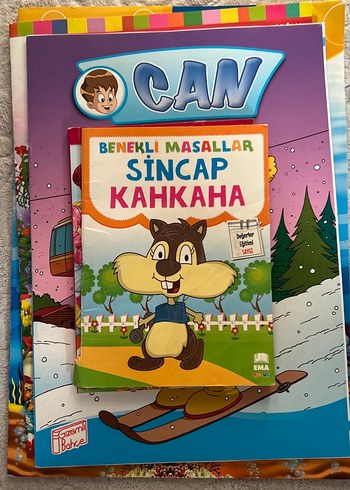 CAN
BENEKLİ MASALLAR
SİNCAP
KAHKAHA
Değerler
Eğitimi
EMA
Gizemli
Bahçe